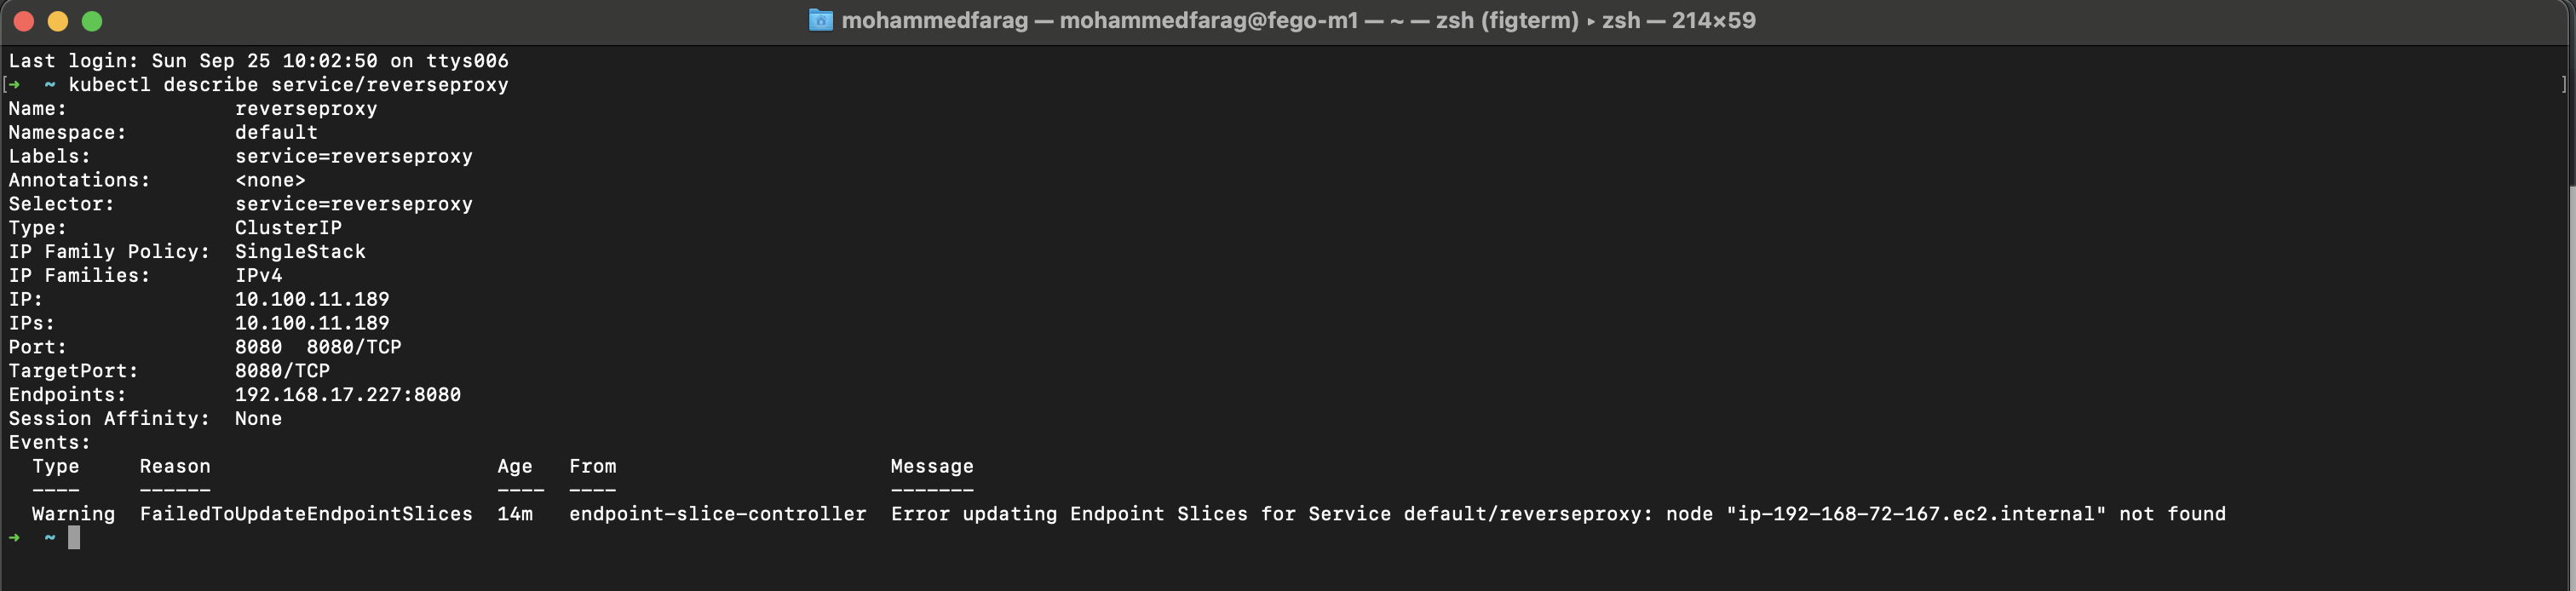 mohammedfarag — mohammedfarag@fego-m1 — ~ — zsh (figterm) ▸ zsh — 214×59
Last login: Sun Sep 25 10:02:50 on ttys006
[➜  ~ kubectl describe service/reverseproxy ]
Name:              reverseproxy
Namespace:         default
Labels:            service=reverseproxy
Annotations:       <none>
Selector:          service=reverseproxy
Type:              ClusterIP
IP Family Policy:  SingleStack
IP Families:       IPv4
IP:                10.100.11.189
IPs:               10.100.11.189
Port:              8080  8080/TCP
TargetPort:        8080/TCP
Endpoints:         192.168.17.227:8080
Session Affinity:  None
Events:
  Type     Reason                        Age   From                       Message
  ----     ------                        ----  ----                       -------
  Warning  FailedToUpdateEndpointSlices  14m   endpoint-slice-controller  Error updating Endpoint Slices for Service default/reverseproxy: node "ip-192-168-72-167.ec2.internal" not found
➜  ~